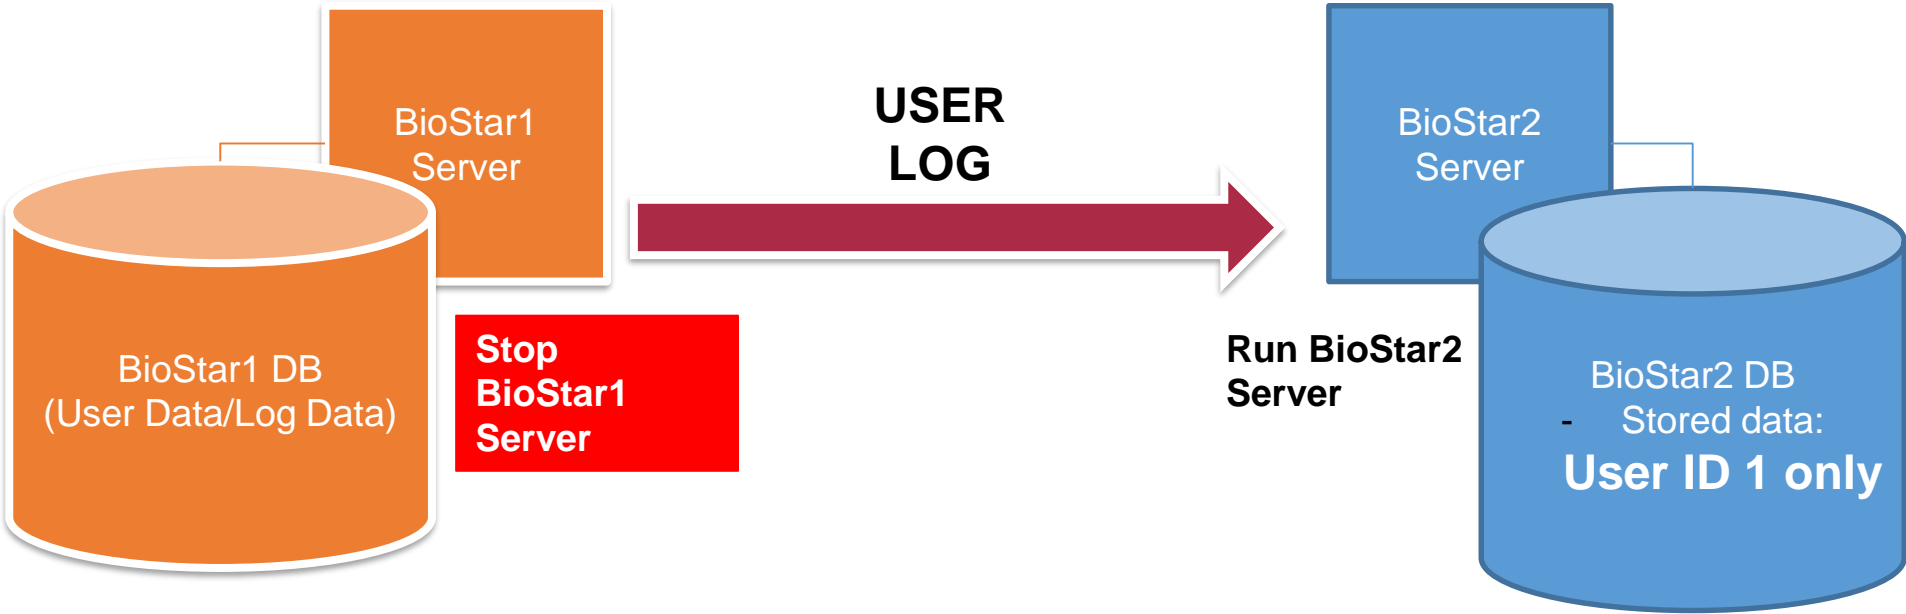 BioStar1
Server
BioStar1 DB
(User Data/Log Data)
Stop
BioStar1
Server
USER
LOG
BioStar2
Server
Run BioStar2
Server
BioStar2 DB
- Stored data:
User ID 1 only